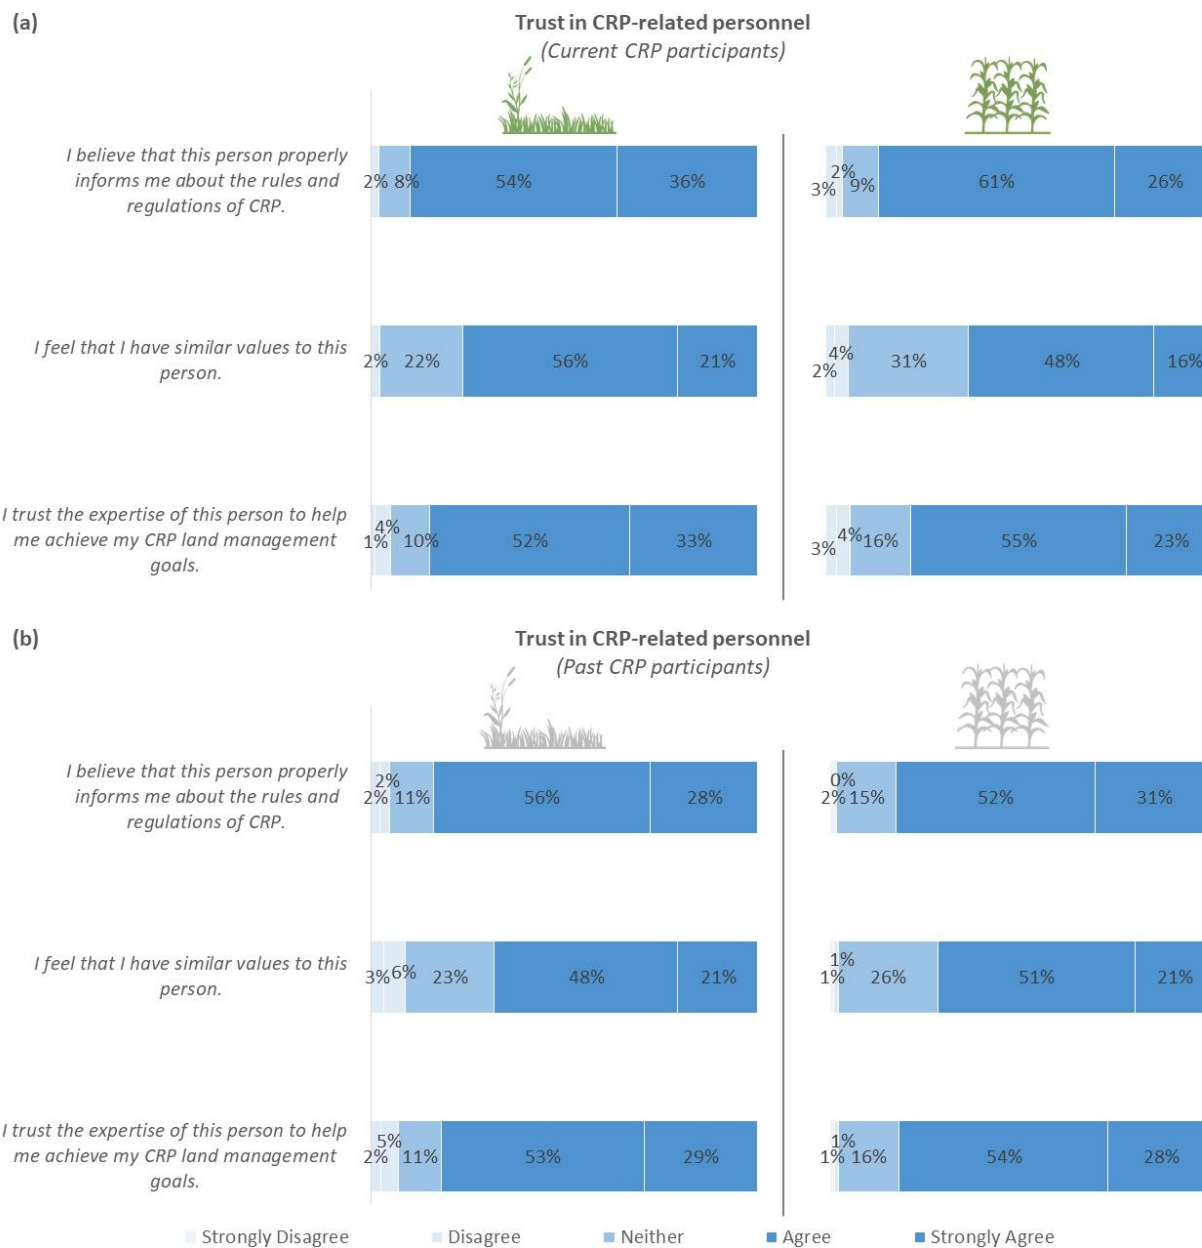 (a)
Trust in CRP-related personnel
(Current CRP participants)
I believe that this person properly
informs me about the rules and
regulations of CRP.
2% 8% 54% 36%
3% 2% 9% 61% 26%
I feel that I have similar values to this
person.
2% 22% 56% 21%
2% 4% 31% 48% 16%
I trust the expertise of this person to help
me achieve my CRP land management
goals.
1% 4% 10% 52% 33%
3% 4% 16% 55% 23%
(b)
Trust in CRP-related personnel
(Past CRP participants)
I believe that this person properly
informs me about the rules and
regulations of CRP.
2% 2% 11% 56% 28%
2% 0% 15% 52% 31%
I feel that I have similar values to this
person.
3% 6% 23% 48% 21%
1% 1% 26% 51% 21%
I trust the expertise of this person to help
me achieve my CRP land management
goals.
2% 5% 11% 53% 29%
1% 1% 16% 54% 28%
Strongly Disagree Disagree Neither Agree Strongly Agree